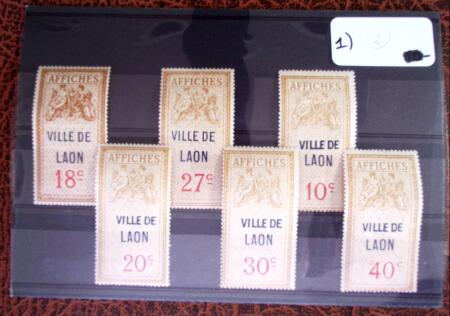 1) 2
AFFICHES
VILLE DE
LAON
18c
AFFICHES
VILLE DE
LAON
27c
AFFICHES
VILLE DE
LAON
10c
AFFICHES
VILLE DE
LAON
20c
AFFICHES
VILLE DE
LAON
30c
AFFICHES
VILLE DE
LAON
40c